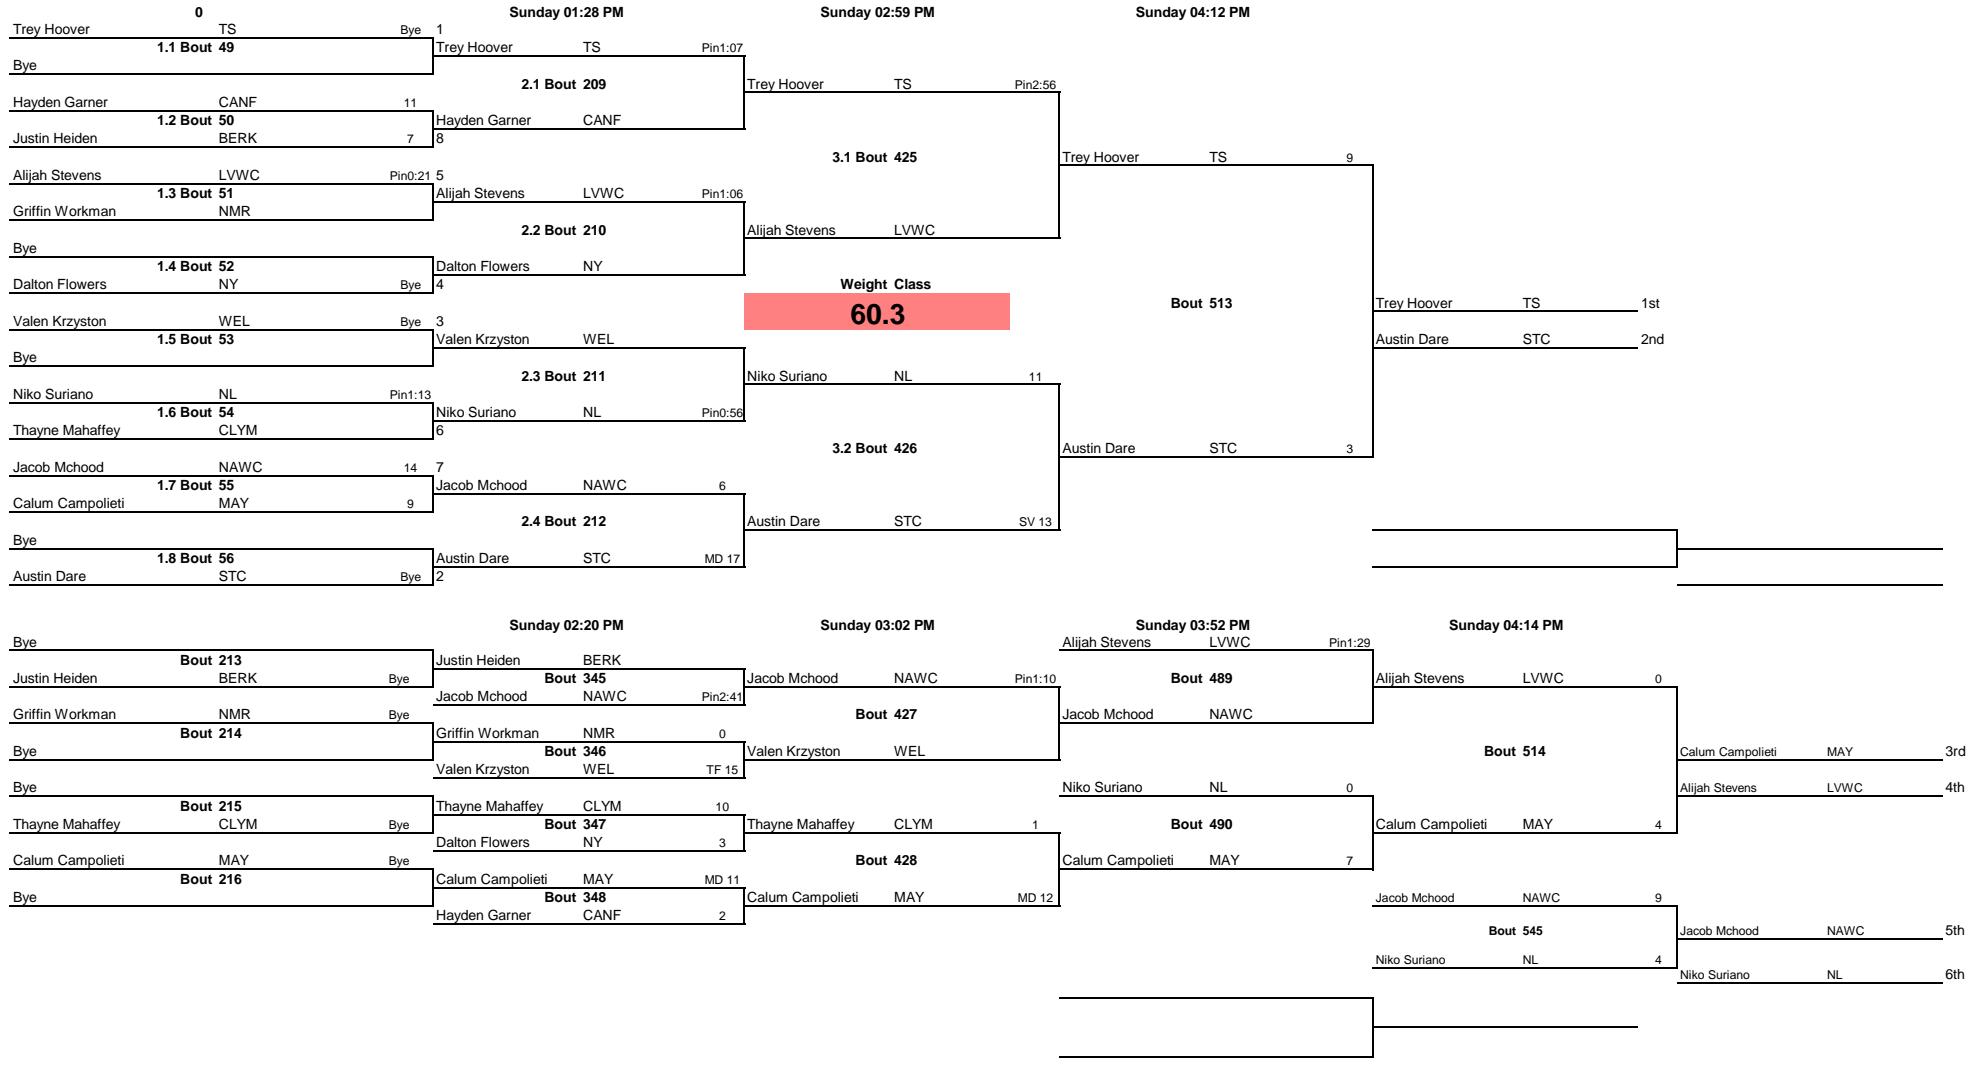 0 Sunday 01:28 PM Sunday 02:59 PM Sunday 04:12 PM
Trey Hoover TS Bye 1
1.1 Bout 49 Trey Hoover TS Pin1:07
Bye
2.1 Bout 209 Trey Hoover TS Pin2:56
Hayden Garner CANF 11
1.2 Bout 50 Hayden Garner CANF
Justin Heiden BERK 7 8
3.1 Bout 425 Trey Hoover TS 9
Alijah Stevens LVWC Pin0:21 5
1.3 Bout 51 Alijah Stevens LVWC Pin1:06
Griffin Workman NMR
2.2 Bout 210 Alijah Stevens LVWC
Bye
1.4 Bout 52 Dalton Flowers NY
Dalton Flowers NY Bye 4 Weight Class
Bout 513 Trey Hoover TS 1st
60.3
Valen Krzyston WEL Bye 3
1.5 Bout 53 Valen Krzyston WEL Austin Dare STC 2nd
Bye
2.3 Bout 211 Niko Suriano NL 11
Niko Suriano NL Pin1:13
1.6 Bout 54 Niko Suriano NL Pin0:56
Thayne Mahaffey CLYM 6
3.2 Bout 426 Austin Dare STC 3
Jacob Mchood NAWC 14 7
1.7 Bout 55 Jacob Mchood NAWC 6
Calum Campolieti MAY 9
2.4 Bout 212 Austin Dare STC SV 13
Bye
1.8 Bout 56 Austin Dare STC MD 17
Austin Dare STC Bye 2
Sunday 02:20 PM Sunday 03:02 PM Sunday 03:52 PM Sunday 04:14 PM
Bye Alijah Stevens LVWC Pin1:29
Bout 213 Justin Heiden BERK
Justin Heiden BERK Bye Bout 345 Jacob Mchood NAWC Pin1:10 Bout 489 Alijah Stevens LVWC 0
Jacob Mchood NAWC Pin2:41
Griffin Workman NMR Bye Bout 427 Jacob Mchood NAWC
Bout 214 Griffin Workman NMR 0
Bye Bout 346 Valen Krzyston WEL Bout 514 Calum Campolieti MAY 3rd
Valen Krzyston WEL TF 15
Bye Niko Suriano NL 0 Alijah Stevens LVWC 4th
Bout 215 Thayne Mahaffey CLYM 10
Thayne Mahaffey CLYM Bye Bout 347 Thayne Mahaffey CLYM 1 Bout 490 Calum Campolieti MAY 4
Dalton Flowers NY 3
Calum Campolieti MAY Bye Bout 428 Calum Campolieti MAY 7
Bout 216 Calum Campolieti MAY MD 11
Bye Bout 348 Calum Campolieti MAY MD 12 Jacob Mchood NAWC 9
Hayden Garner CANF 2
Bout 545 Jacob Mchood NAWC 5th
Niko Suriano NL 4
Niko Suriano NL 6th